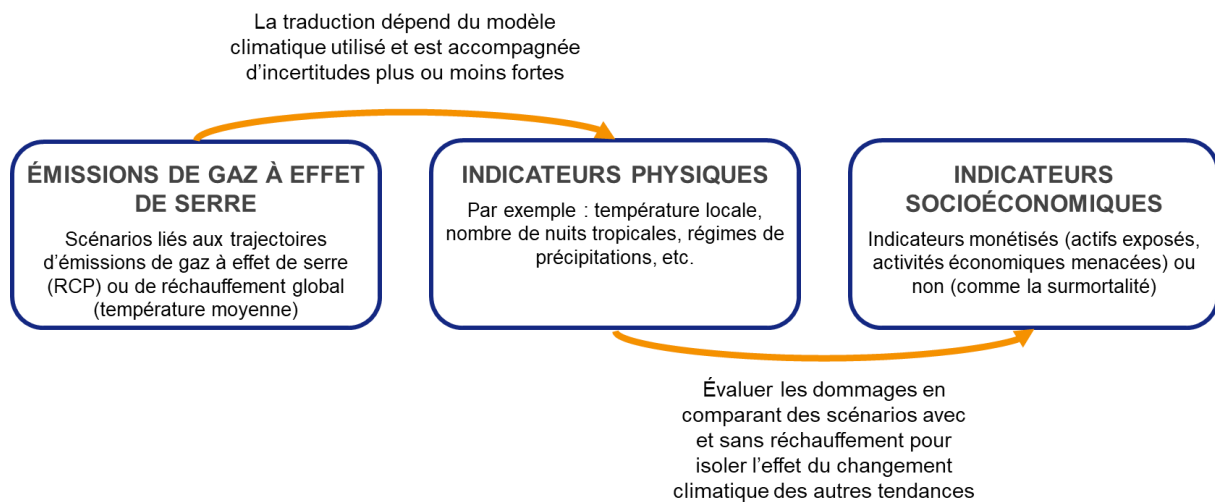 La traduction dépend du modèle
climatique utilisé et est accompagnée
d'incertitudes plus ou moins fortes
ÉMISSIONS DE GAZ À EFFET
DE SERRE
Scénarios liés aux trajectoires
d'émissions de gaz à effet de serre
(RCP) ou de réchauffement global
(température moyenne)
INDICATEURS PHYSIQUES
Par exemple : température locale,
nombre de nuits tropicales, régimes de
précipitations, etc.
INDICATEURS
SOCIOÉCONOMIQUES
Indicateurs monétisés (actifs exposés,
activités économiques menacées) ou
non (comme la surmortalité)
Évaluer les dommages en
comparant des scénarios avec
et sans réchauffement pour
isoler l'effet du changement
climatique des autres tendances